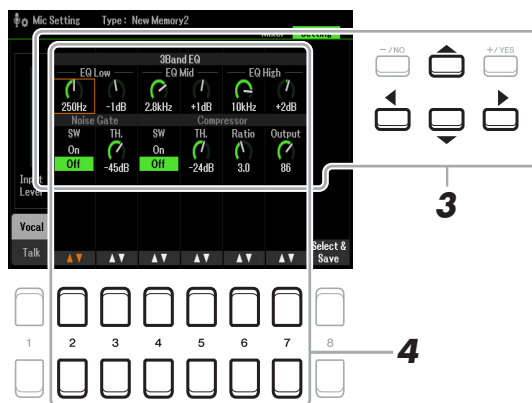 Mic Setting Type: New Memory2
Mixer Setting
3Band EQ
EQ Low EQ Mid EQ High
250Hz -1dB 2.8kHz +1dB 10kHz +2dB
Noise Gate Compressor
SW TH. SW TH. Ratio Output
On On
Off -45dB Off -24dB 3.0 86
Input
Level
Vocal
Talk
Select &
Save
-/NO +/YES
3
1 2 3 4 5 6 7 8
4